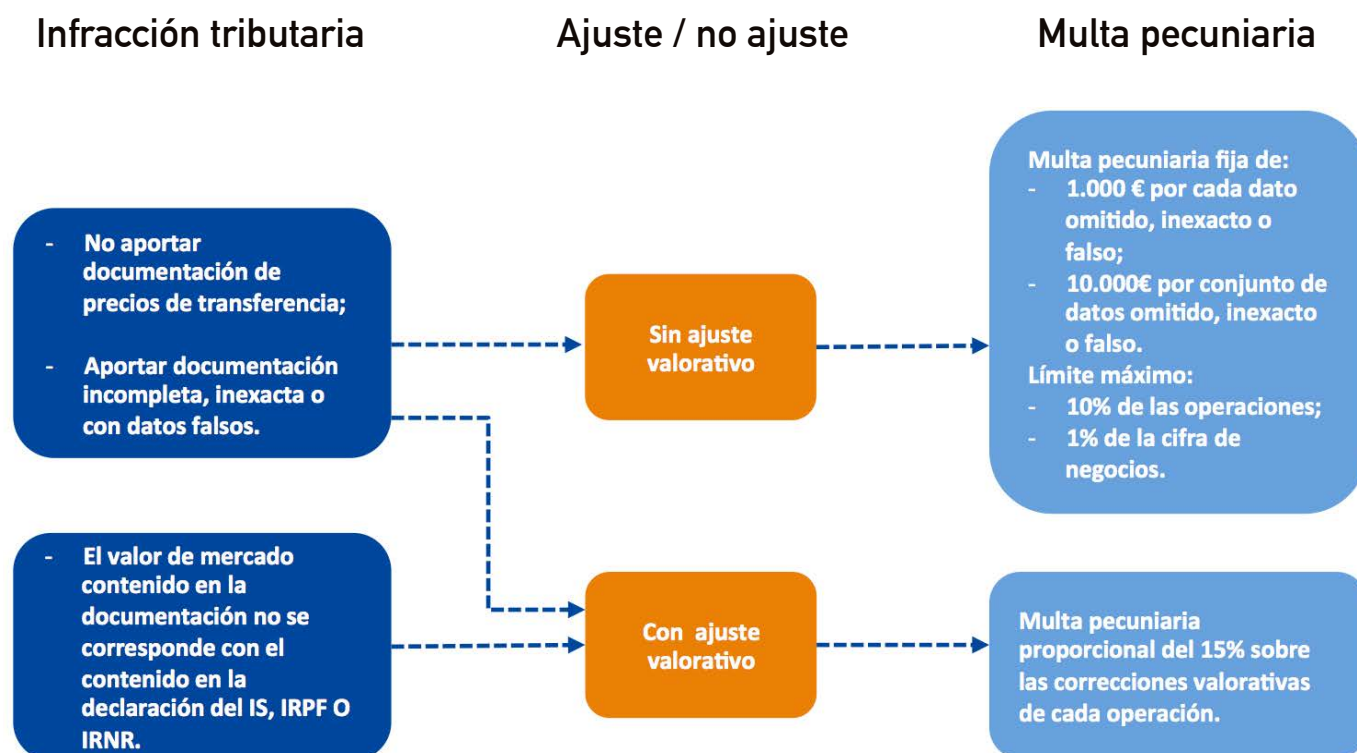 Infracción tributaria
Ajuste / no ajuste
Multa pecuniaria
- No aportar
documentación de
precios de transferencia;
- Aportar documentación
incompleta, inexacta o
con datos falsos.
Sin ajuste
valorativo
Multa pecuniaria fija de:
- 1.000 € por cada dato
omitido, inexacto o
falso;
- 10.000€ por conjunto de
datos omitido, inexacto
o falso.
Límite máximo:
- 10% de las operaciones;
- 1% de la cifra de
negocios.
- El valor de mercado
contenido en la
documentación no se
corresponde con el
contenido en la
declaración del IS, IRPF O
IRNR.
Con ajuste
valorativo
Multa pecuniaria
proporcional del 15% sobre
las correcciones valorativas
de cada operación.